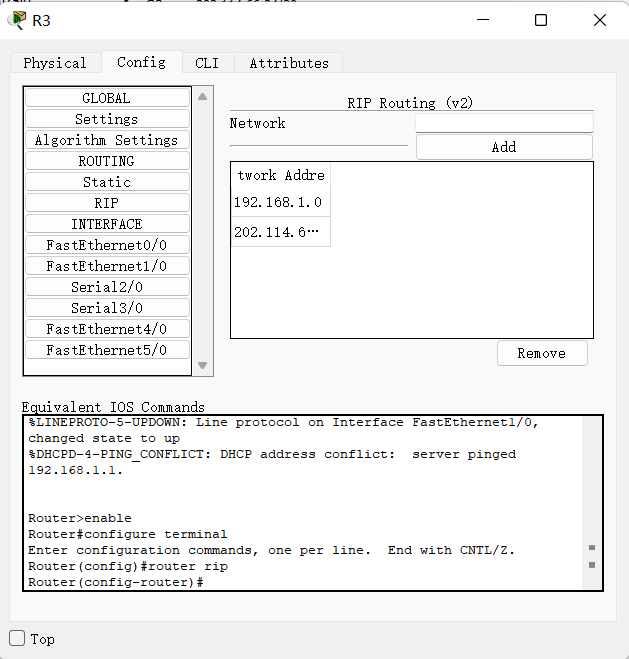 R3
Physical Config CLI Attributes
GLOBAL
Settings
Algorithm Settings
ROUTING
Static
RIP
INTERFACE
FastEthernet0/0
FastEthernet1/0
Serial2/0
Serial3/0
FastEthernet4/0
FastEthernet5/0
RIP Routing (v2)
Network
Add
twork Addre
192.168.1.0
202.114.6…
Remove
Equivalent IOS Commands
%LINEPROTO-5-UPDOWN: Line protocol on Interface FastEthernet1/0,
changed state to up
%DHCPD-4-PING_CONFLICT: DHCP address conflict:  server pinged
192.168.1.1.
Router>enable
Router#configure terminal
Enter configuration commands, one per line.  End with CNTL/Z.
Router(config)#router rip
Router(config-router)#
Top